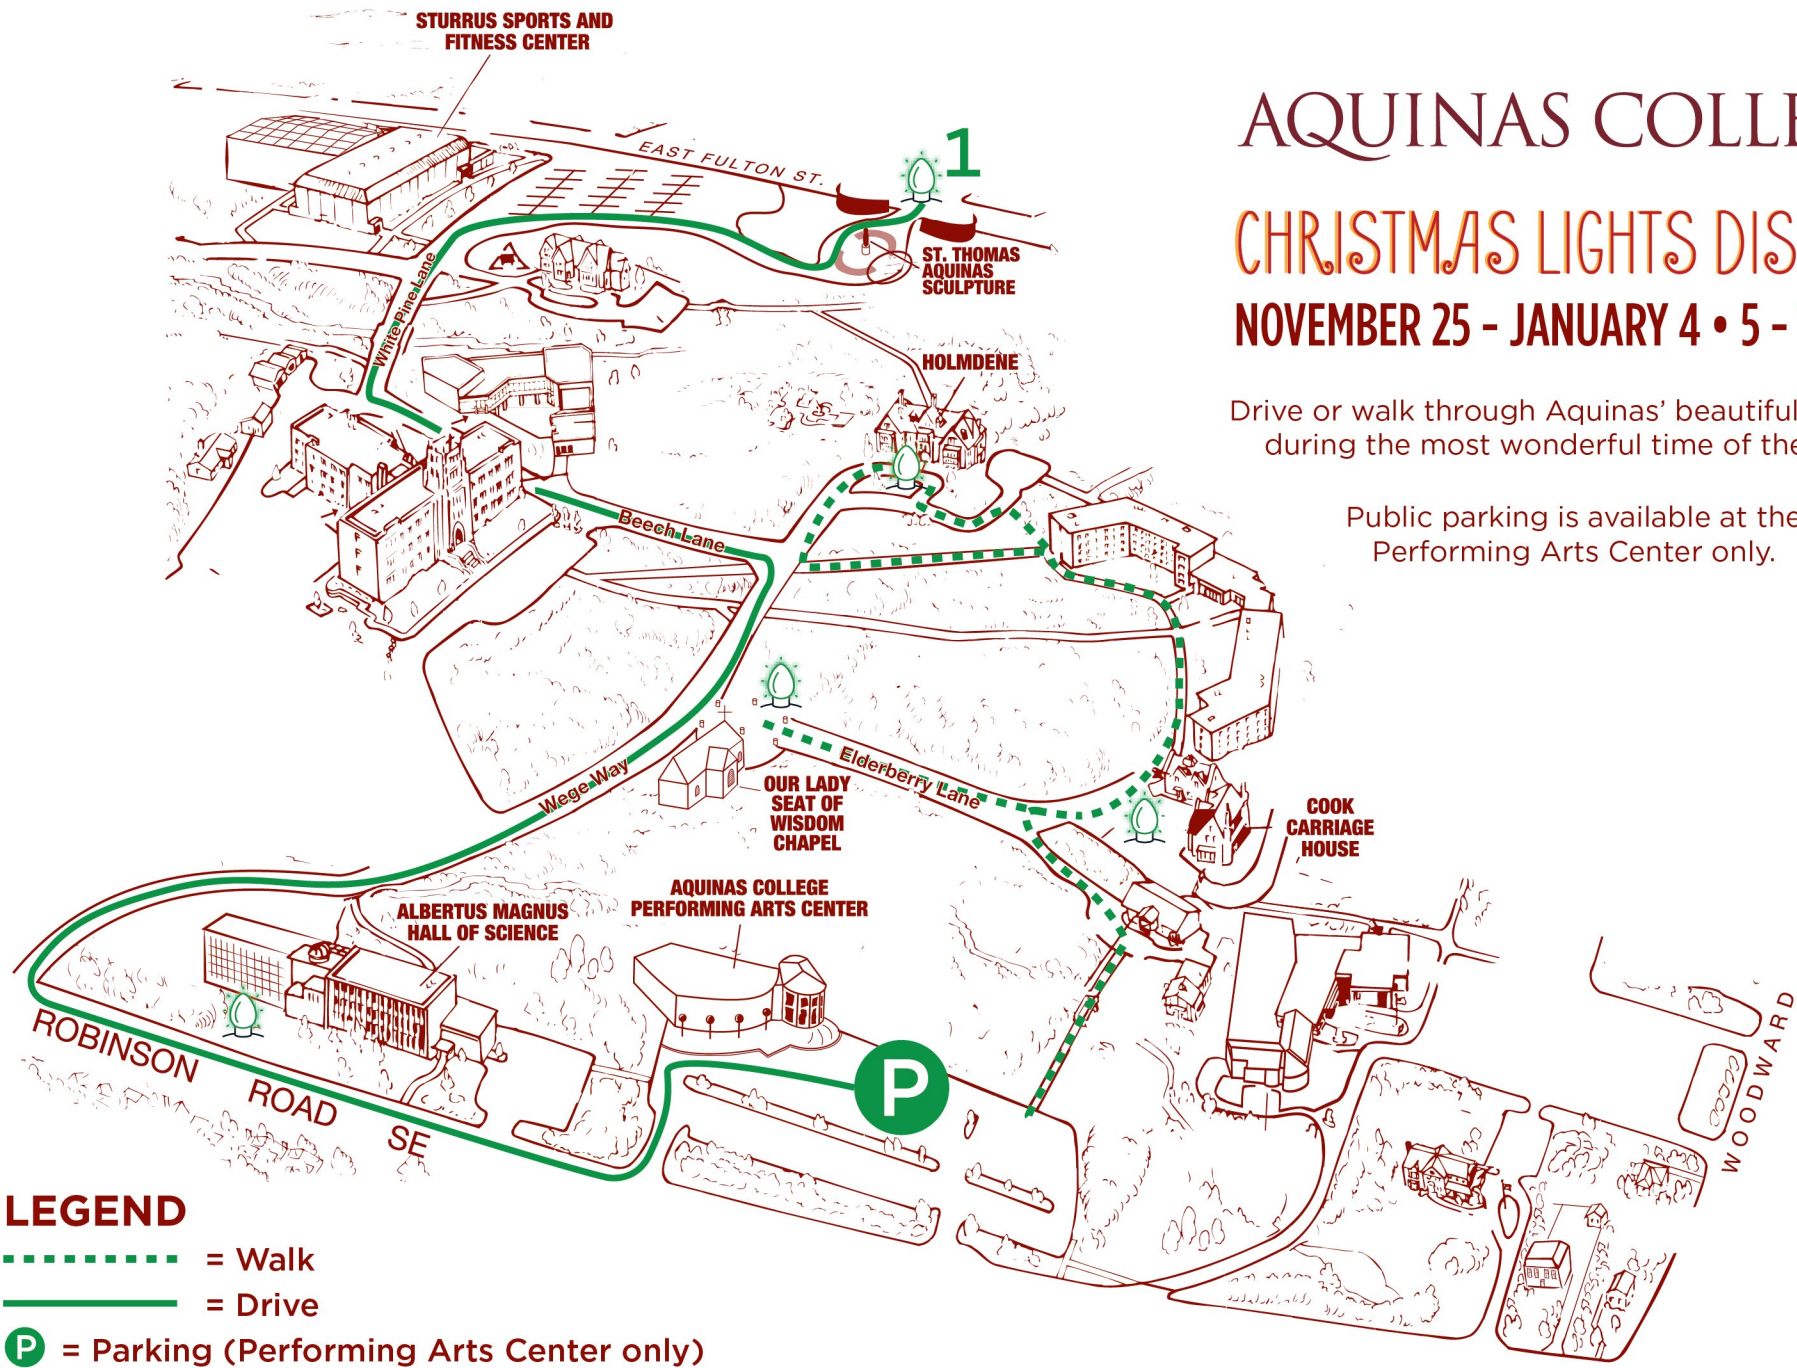 STURRUS SPORTS AND
FITNESS CENTER
EAST FULTON ST.
1
AQUINAS COLLE
CHRISTMAS LIGHTS DIS
NOVEMBER 25 - JANUARY 4 • 5 -
Drive or walk through Aquinas’ beautiful
during the most wonderful time of the
Public parking is available at the
Performing Arts Center only.
ST. THOMAS
AQUINAS
SCULPTURE
White Pine Lane
HOLMDENE
Beech Lane
Elderberry Lane
Wege Way
OUR LADY
SEAT OF
WISDOM
CHAPEL
COOK
CARRIAGE
HOUSE
AQUINAS COLLEGE
PERFORMING ARTS CENTER
ALBERTUS MAGNUS
HALL OF SCIENCE
ROBINSON ROAD SE
P
WOODWARD
LEGEND
= Walk
= Drive
P = Parking (Performing Arts Center only)